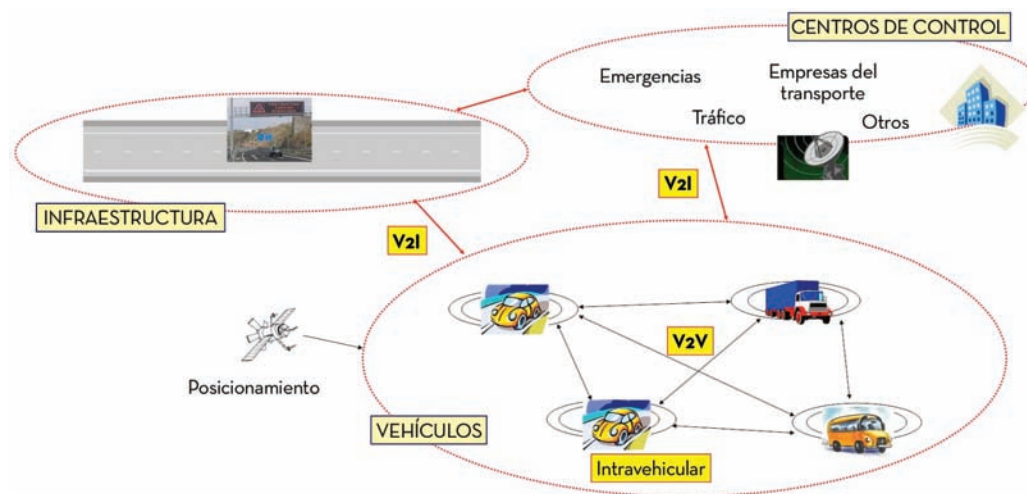 CENTROS DE CONTROL
Emergencias
Empresas del
transporte
Tráfico
Otros
INFRAESTRUCTURA
V2I
V2I
V2V
Posicionamiento
VEHÍCULOS
Intravehicular